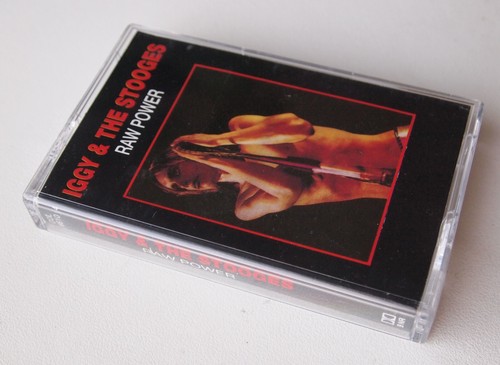 IGGY & THE STOOGES
RAW POWER
IGGY & THE STOOGES
RAW POWER